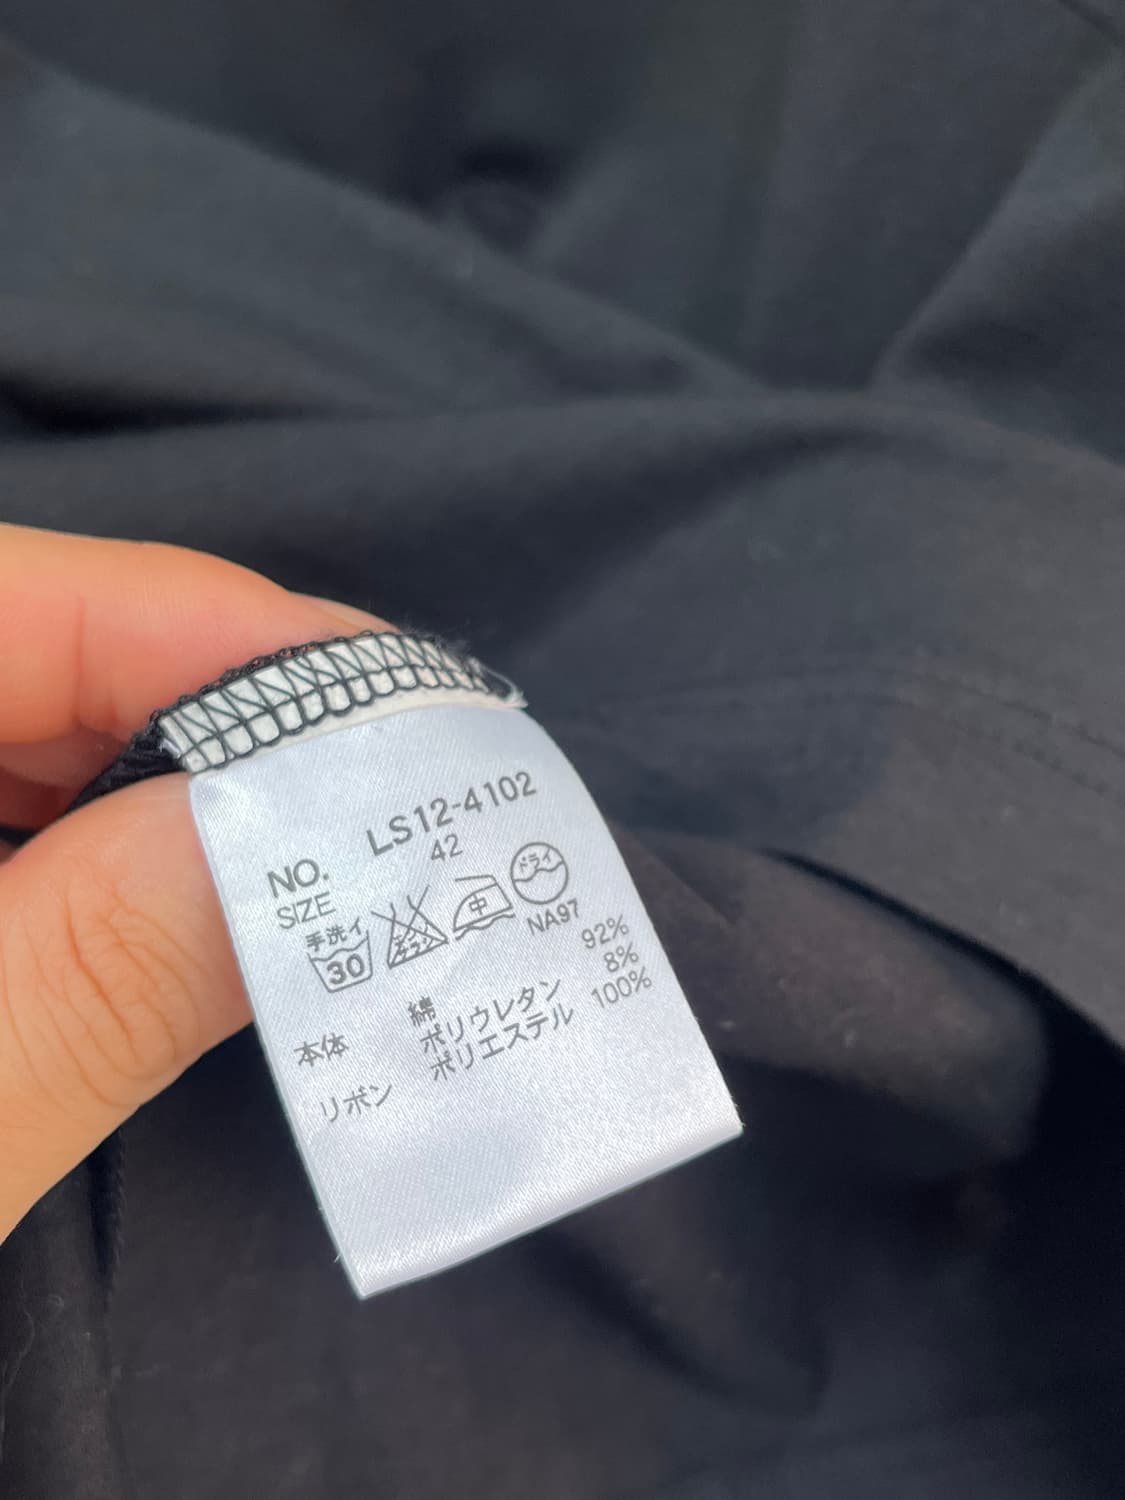 NO. LS12-4102
SIZE 42
手洗イ
30
中
ドライ
NA97
本体 綿 92%
ポリウレタン 8%
リボン ポリエステル 100%